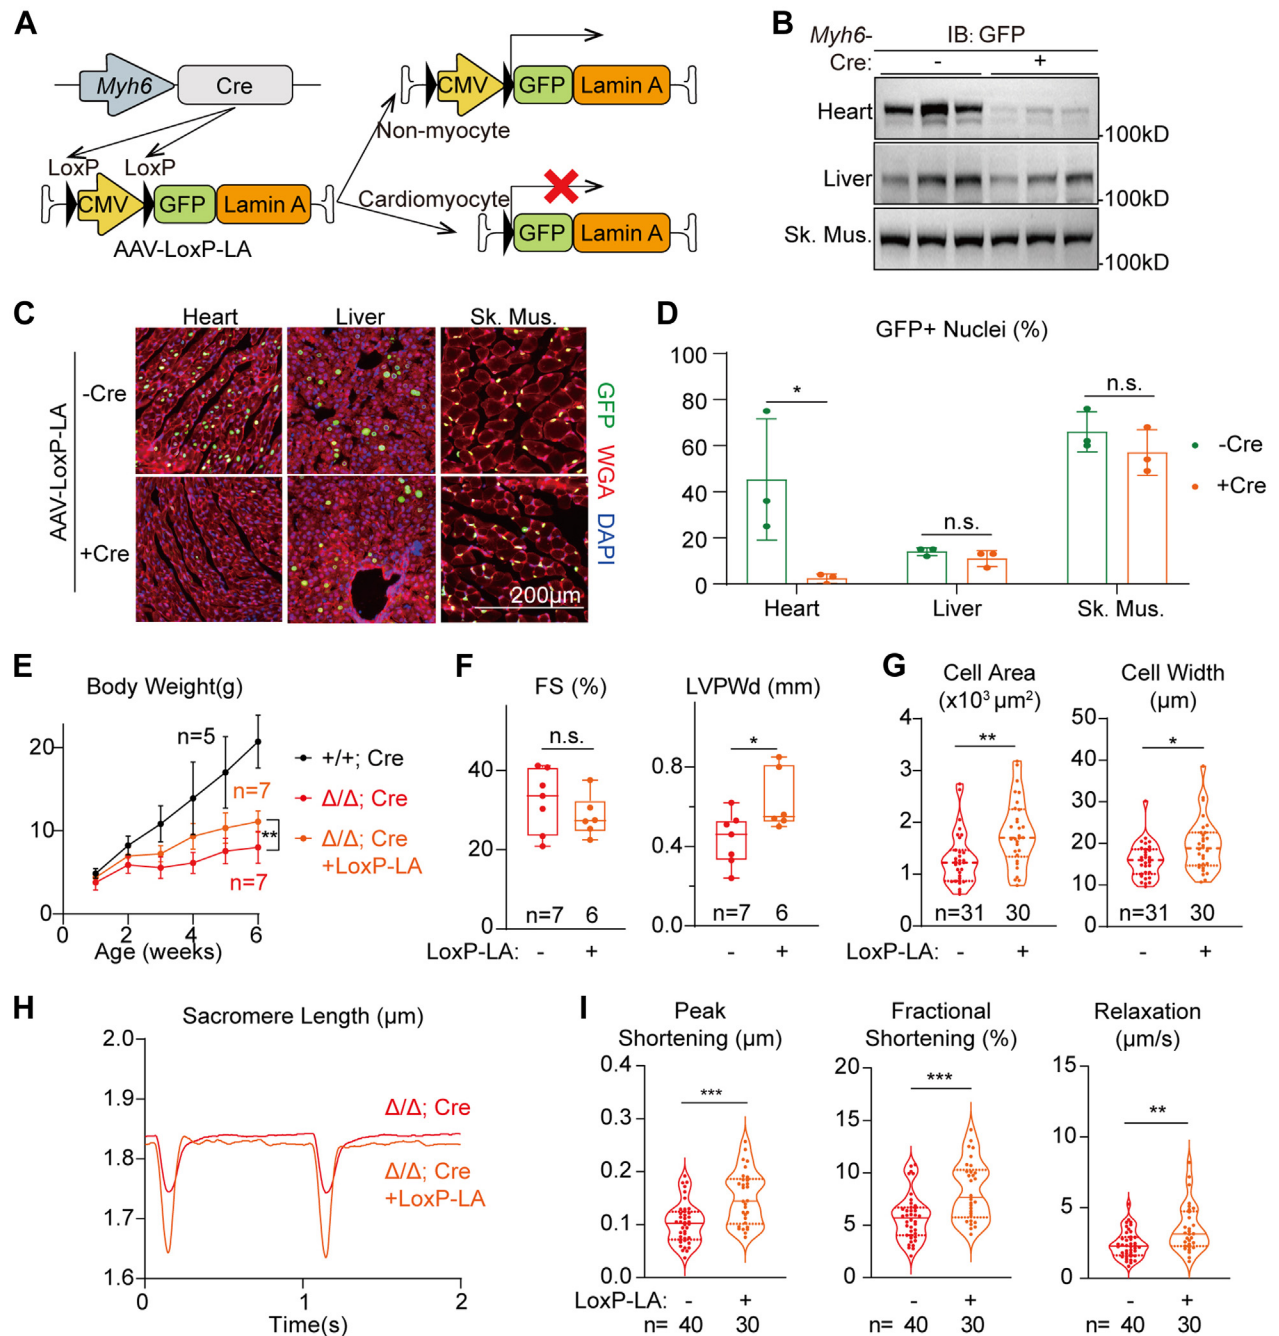 A
Myh6
Cre
LoxP
LoxP
CMV
GFP
Lamin A
AAV-LoxP-LA
CMV
GFP
Lamin A
Non-myocyte
Cardiomyocyte
GFP
Lamin A
B
Myh6-
Cre:
IB: GFP
-
+
Heart
-100kD
Liver
-100kD
Sk. Mus.
-100kD
C
Heart
Liver
Sk. Mus.
AAV-LoxP-LA
-Cre
+Cre
GFP WGA DAPI
200µm
D
GFP+ Nuclei (%)
100
80
60
40
20
0
*
n.s.
n.s.
Heart
Liver
Sk. Mus.
-Cre
+Cre
E
Body Weight(g)
20
10
0
0
2
4
6
Age (weeks)
n=5
n=7
n=7
**
+/+; Cre
Δ/Δ; Cre
Δ/Δ; Cre
+LoxP-LA
F
FS (%)
40
20
0
n.s.
n=7
6
LVPWd (mm)
0.8
0.4
0.0
*
n=7
6
LoxP-LA:
-
+
-
+
G
Cell Area
(x10³ µm²)
4
3
2
1
0
**
n=31
30
Cell Width
(µm)
50
40
30
20
10
0
*
n=31
30
LoxP-LA:
-
+
-
+
H
Sacromere Length (µm)
2.0
1.9
1.8
1.7
1.6
0
1
2
Time(s)
Δ/Δ; Cre
Δ/Δ; Cre
+LoxP-LA
I
Peak
Shortening (µm)
0.4
0.3
0.2
0.1
0.0
***
Fractional
Shortening (%)
20
15
10
5
0
***
Relaxation
(µm/s)
15
10
5
0
**
LoxP-LA:
-
+
-
+
-
+
n= 40
30
n= 40
30
n= 40
30